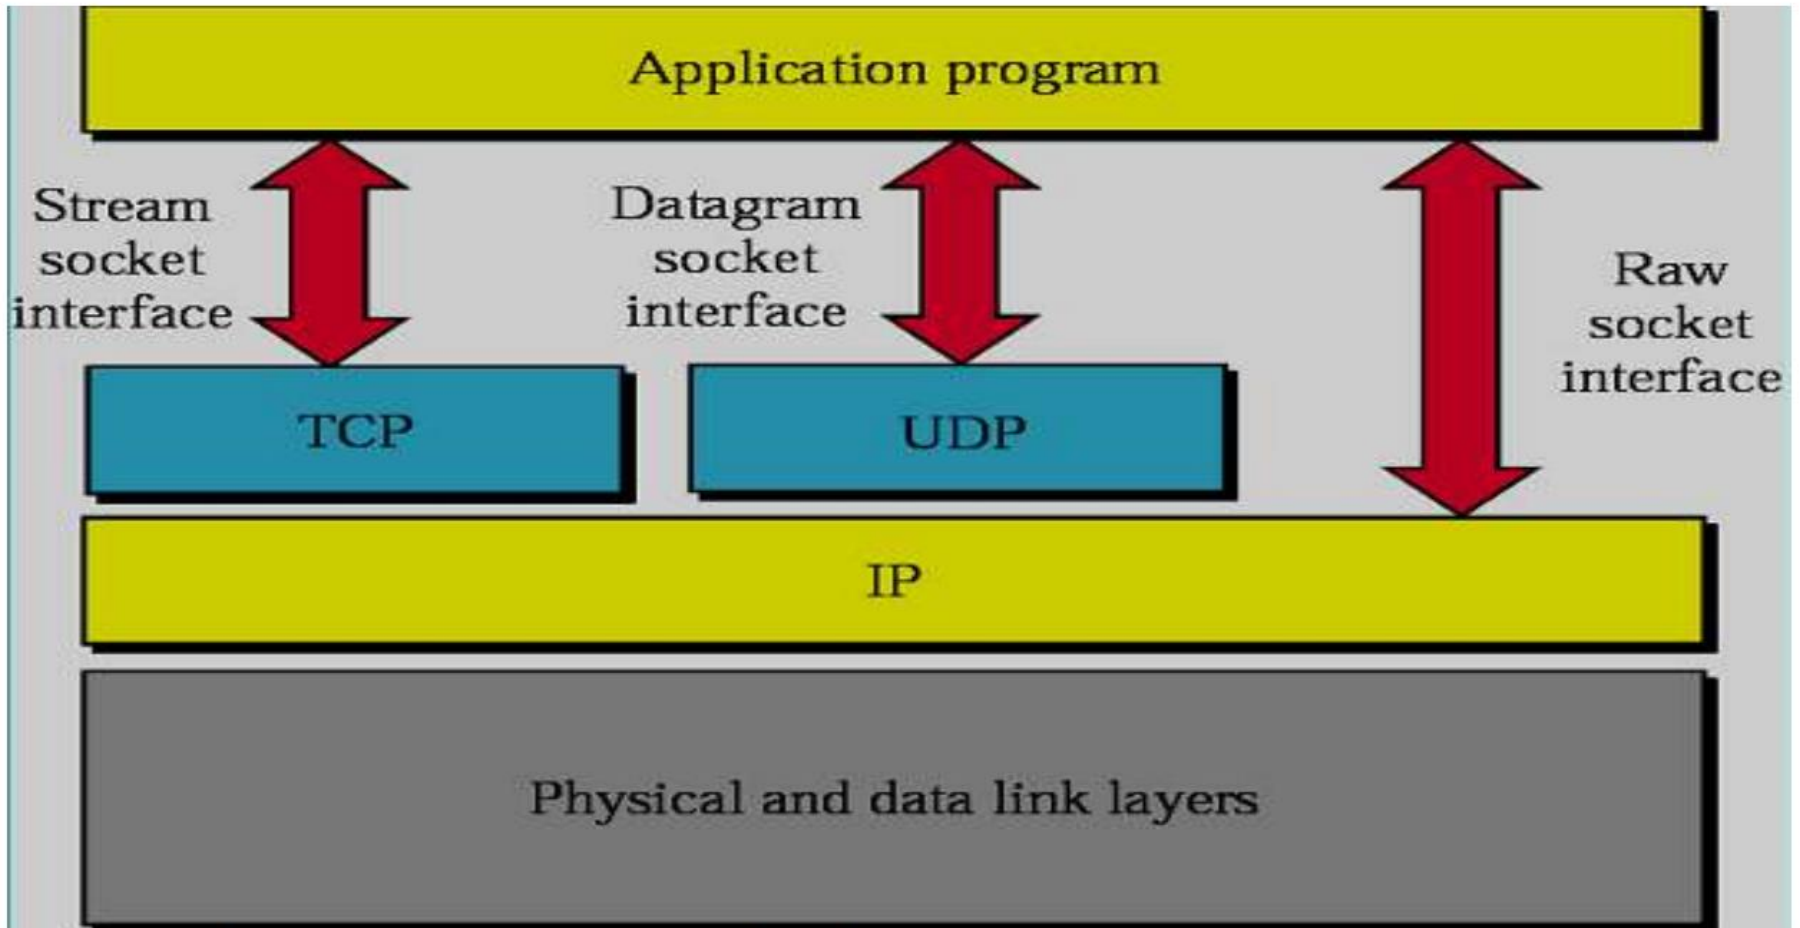 Application program
Stream
socket
interface
Datagram
socket
interface
Raw
socket
interface
TCP
UDP
IP
Physical and data link layers